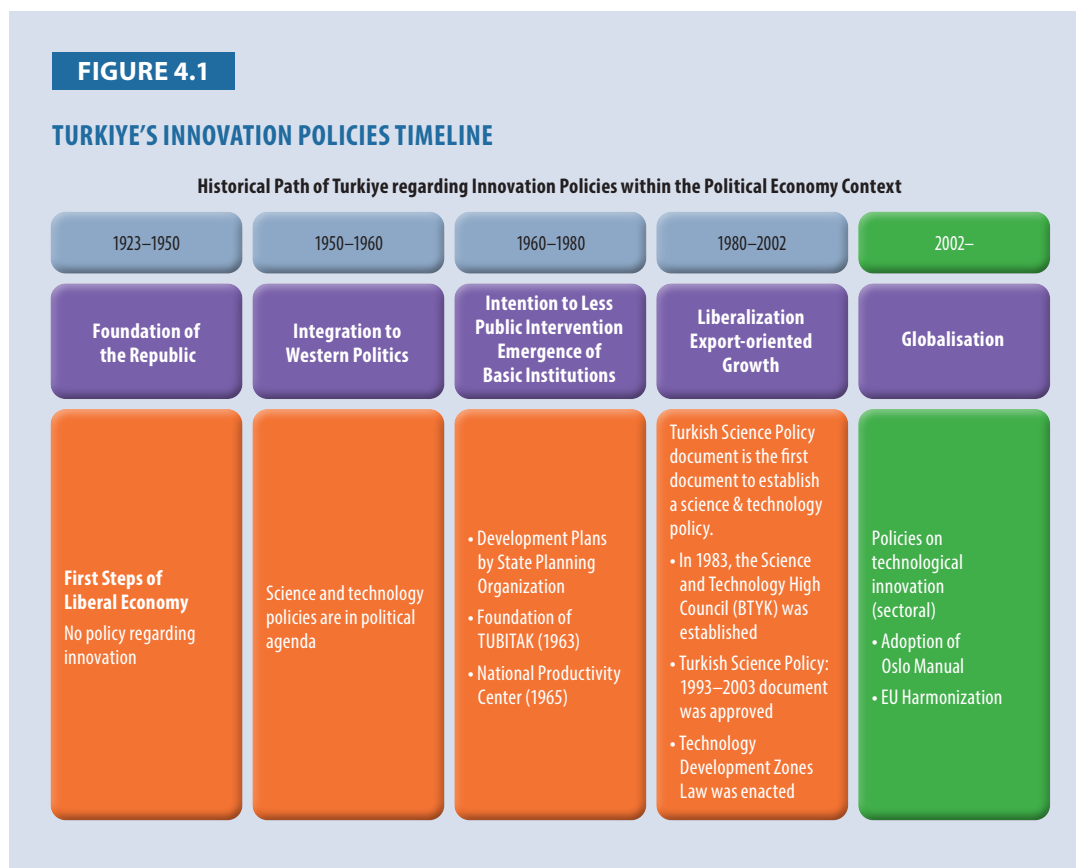 FIGURE 4.1
TURKIYE'S INNOVATION POLICIES TIMELINE
Historical Path of Turkiye regarding Innovation Policies within the Political Economy Context
1923–1950
1950–1960
1960–1980
1980–2002
2002–
Foundation of
the Republic
Integration to
Western Politics
Intention to Less
Public Intervention
Emergence of
Basic Institutions
Liberalization
Export-oriented
Growth
Globalisation
First Steps of
Liberal Economy
No policy regarding
innovation
Science and technology
policies are in political
agenda
• Development Plans
by State Planning
Organization
• Foundation of
TUBITAK (1963)
• National Productivity
Center (1965)
Turkish Science Policy
document is the first
document to establish
a science & technology
policy.
• In 1983, the Science
and Technology High
Council (BTYK) was
established
• Turkish Science Policy:
1993–2003 document
was approved
• Technology
Development Zones
Law was enacted
Policies on
technological
innovation
(sectoral)
• Adoption of
Oslo Manual
• EU Harmonization